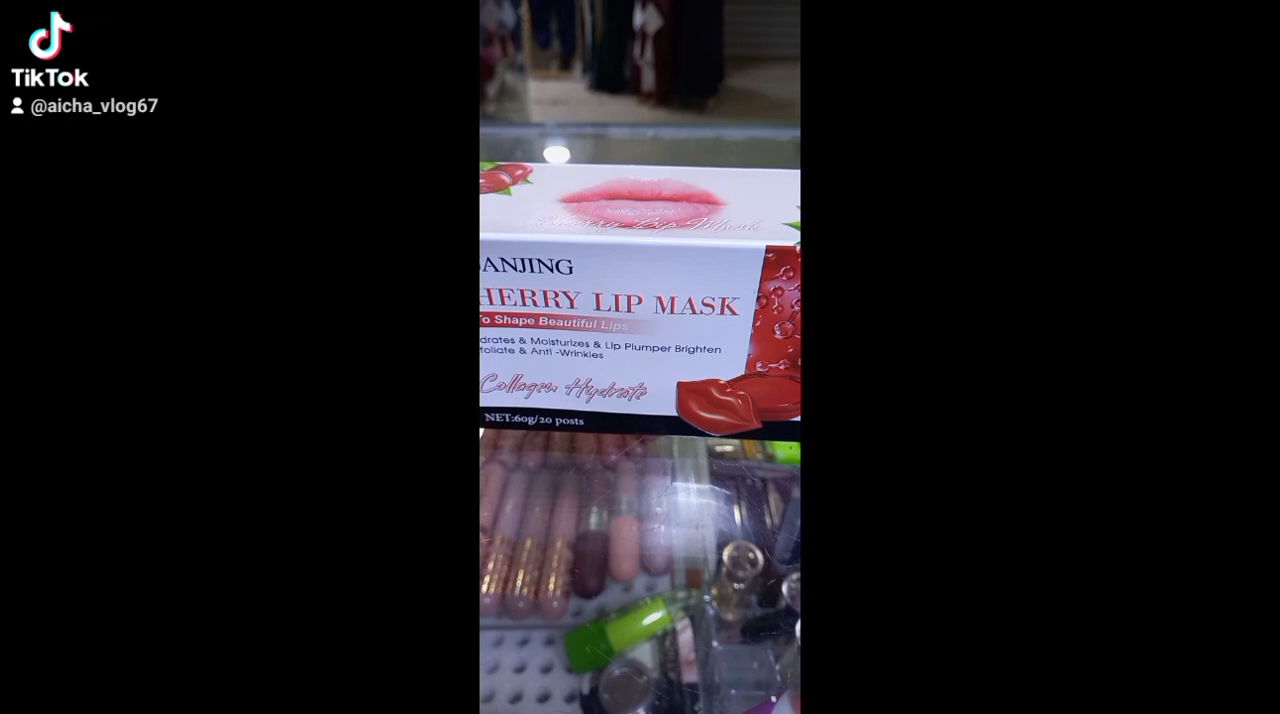 TikTok
@aicha_vlog67
Cherry Lip Mask
ANJING
HERRY LIP MASK
To Shape Beautiful Lips
drates & Moisturizes & Lip Plumper Brighten
foliate & Anti -Wrinkles
Collagen Hydrate
NET:60g/20 posts